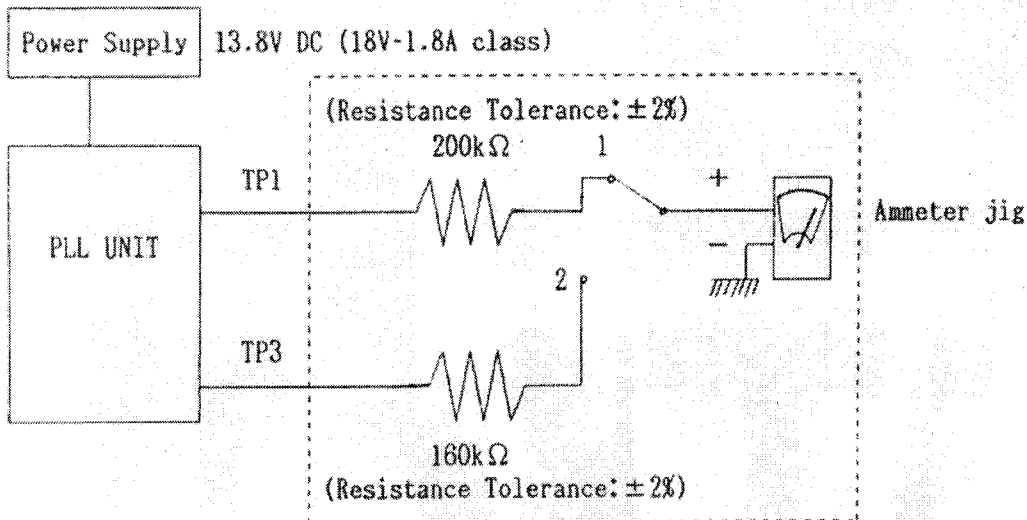 Power Supply 13.8V DC (18V-1.8A class)
(Resistance Tolerance: ±2%)
200kΩ 1
TP1 +
Ammeter jig
PLL UNIT −
2
TP3
160kΩ
(Resistance Tolerance: ±2%)